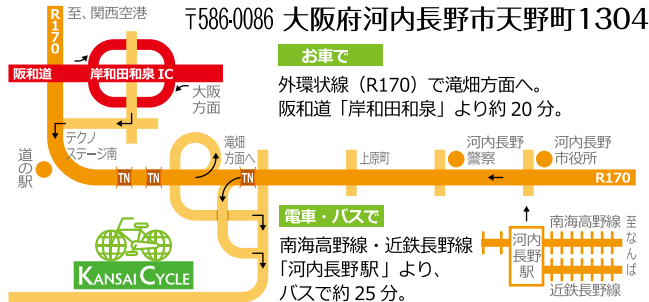 〒586-0086 大阪府河内長野市天野町1304
R170
至、関西空港
阪和道
岸和田和泉IC
大阪
方面
お車で
外環状線（R170）で滝畑方面へ。
阪和道「岸和田和泉」より約20分。
テクノ
ステージ南
道の駅
滝畑
方面へ
上原町
河内長野
警察
河内長野
市役所
TN
TN
TN
R170
電車・バスで
南海高野線・近鉄長野線
「河内長野駅」より、
バスで約25分。
河内
長野
駅
南海高野線
至なんば
近鉄長野線
KANSAI CYCLE